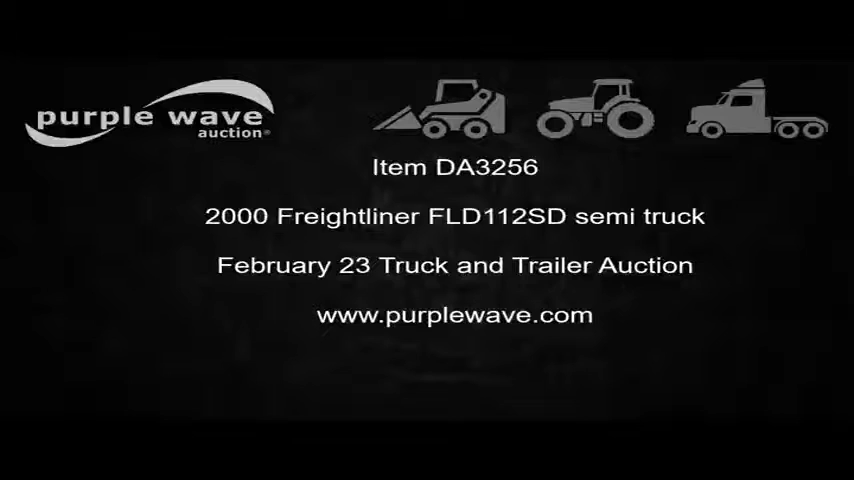 purple wave
auction®
Item DA3256
2000 Freightliner FLD112SD semi truck
February 23 Truck and Trailer Auction
www.purplewave.com